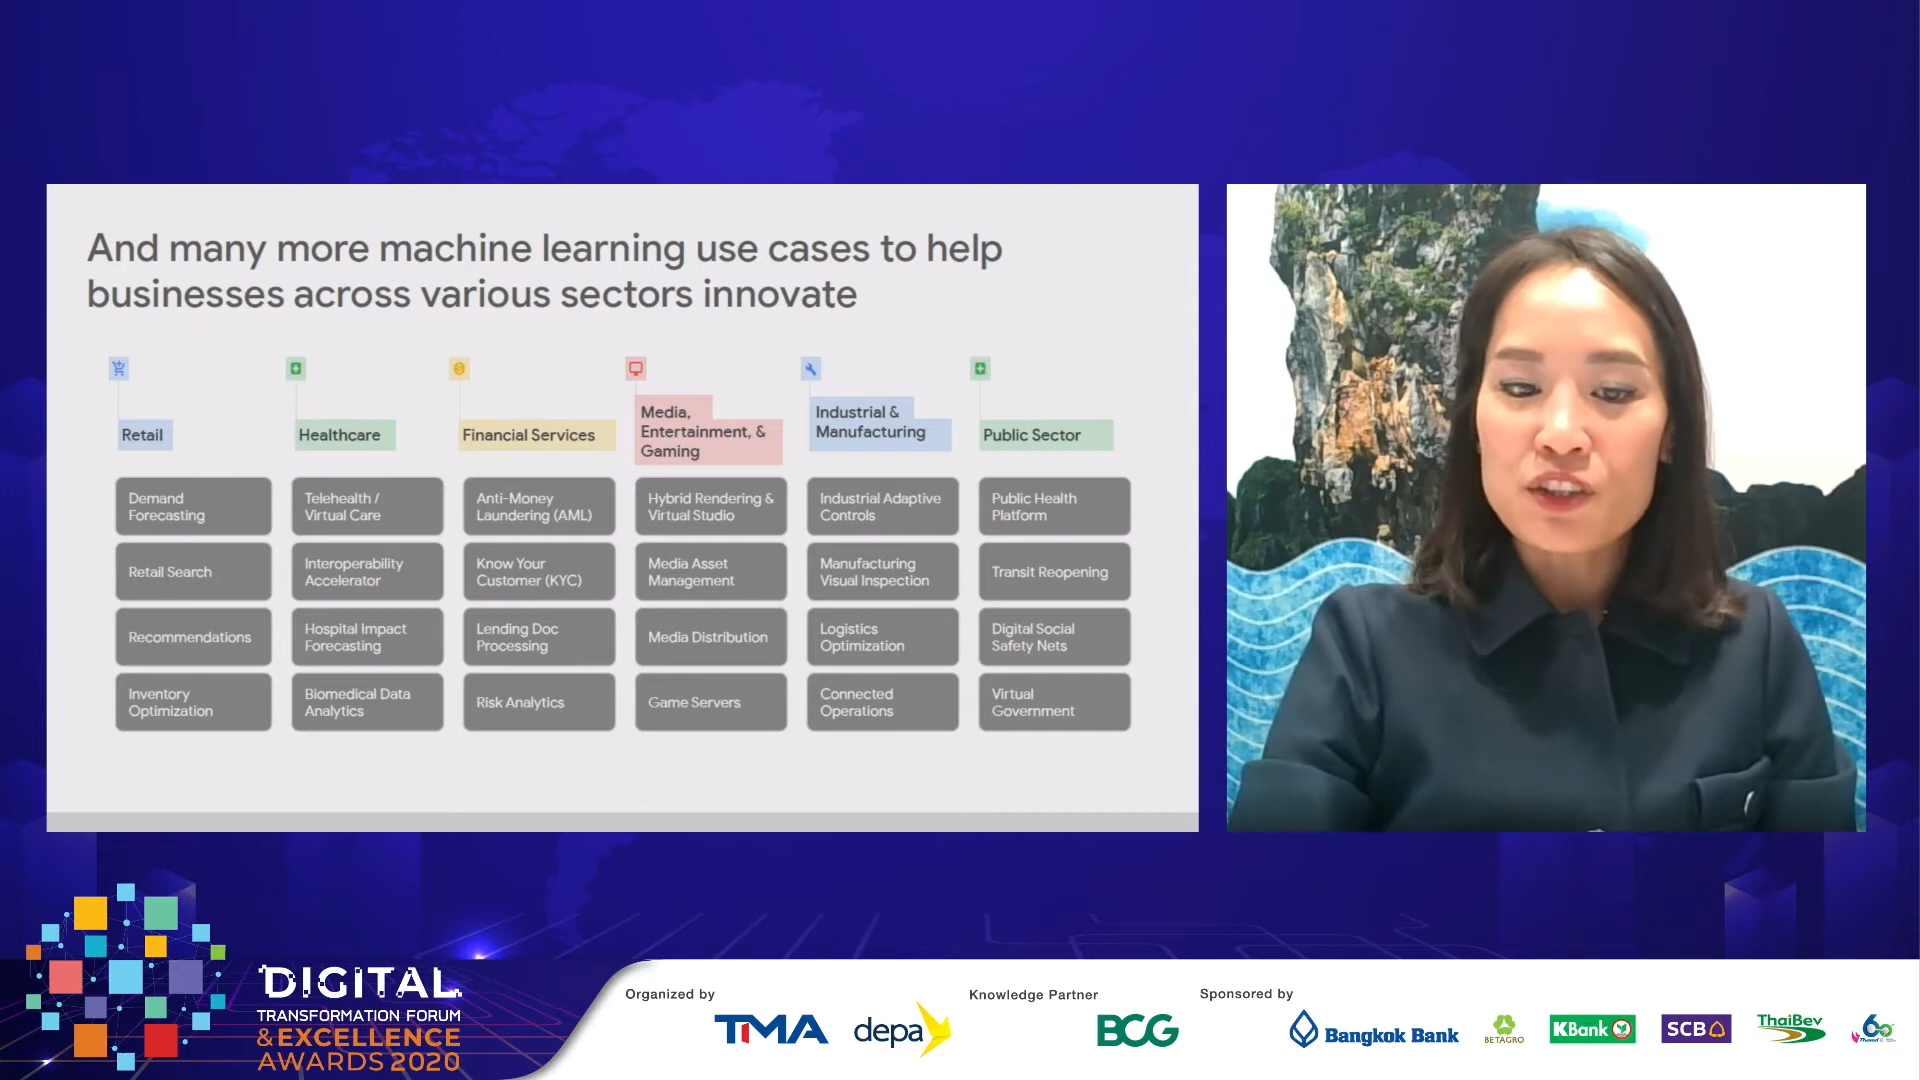 And many more machine learning use cases to help
businesses across various sectors innovate
Retail
Demand
Forecasting
Retail Search
Recommendations
Inventory
Optimization
Healthcare
Telehealth /
Virtual Care
Interoperability
Accelerator
Hospital Impact
Forecasting
Biomedical Data
Analytics
Financial Services
Anti-Money
Laundering (AML)
Know Your
Customer (KYC)
Lending Doc
Processing
Risk Analytics
Media,
Entertainment, &
Gaming
Hybrid Rendering &
Virtual Studio
Media Asset
Management
Media Distribution
Game Servers
Industrial &
Manufacturing
Industrial Adaptive
Controls
Manufacturing
Visual Inspection
Logistics
Optimization
Connected
Operations
Public Sector
Public Health
Platform
Transit Reopening
Digital Social
Safety Nets
Virtual
Government
DIGITAL
TRANSFORMATION FORUM
& EXCELLENCE
AWARDS 2020
Organized by
TMA
depa
Knowledge Partner
BCG
Sponsored by
Bangkok Bank
BETAGRO
KBank
SCB
ThaiBev
60